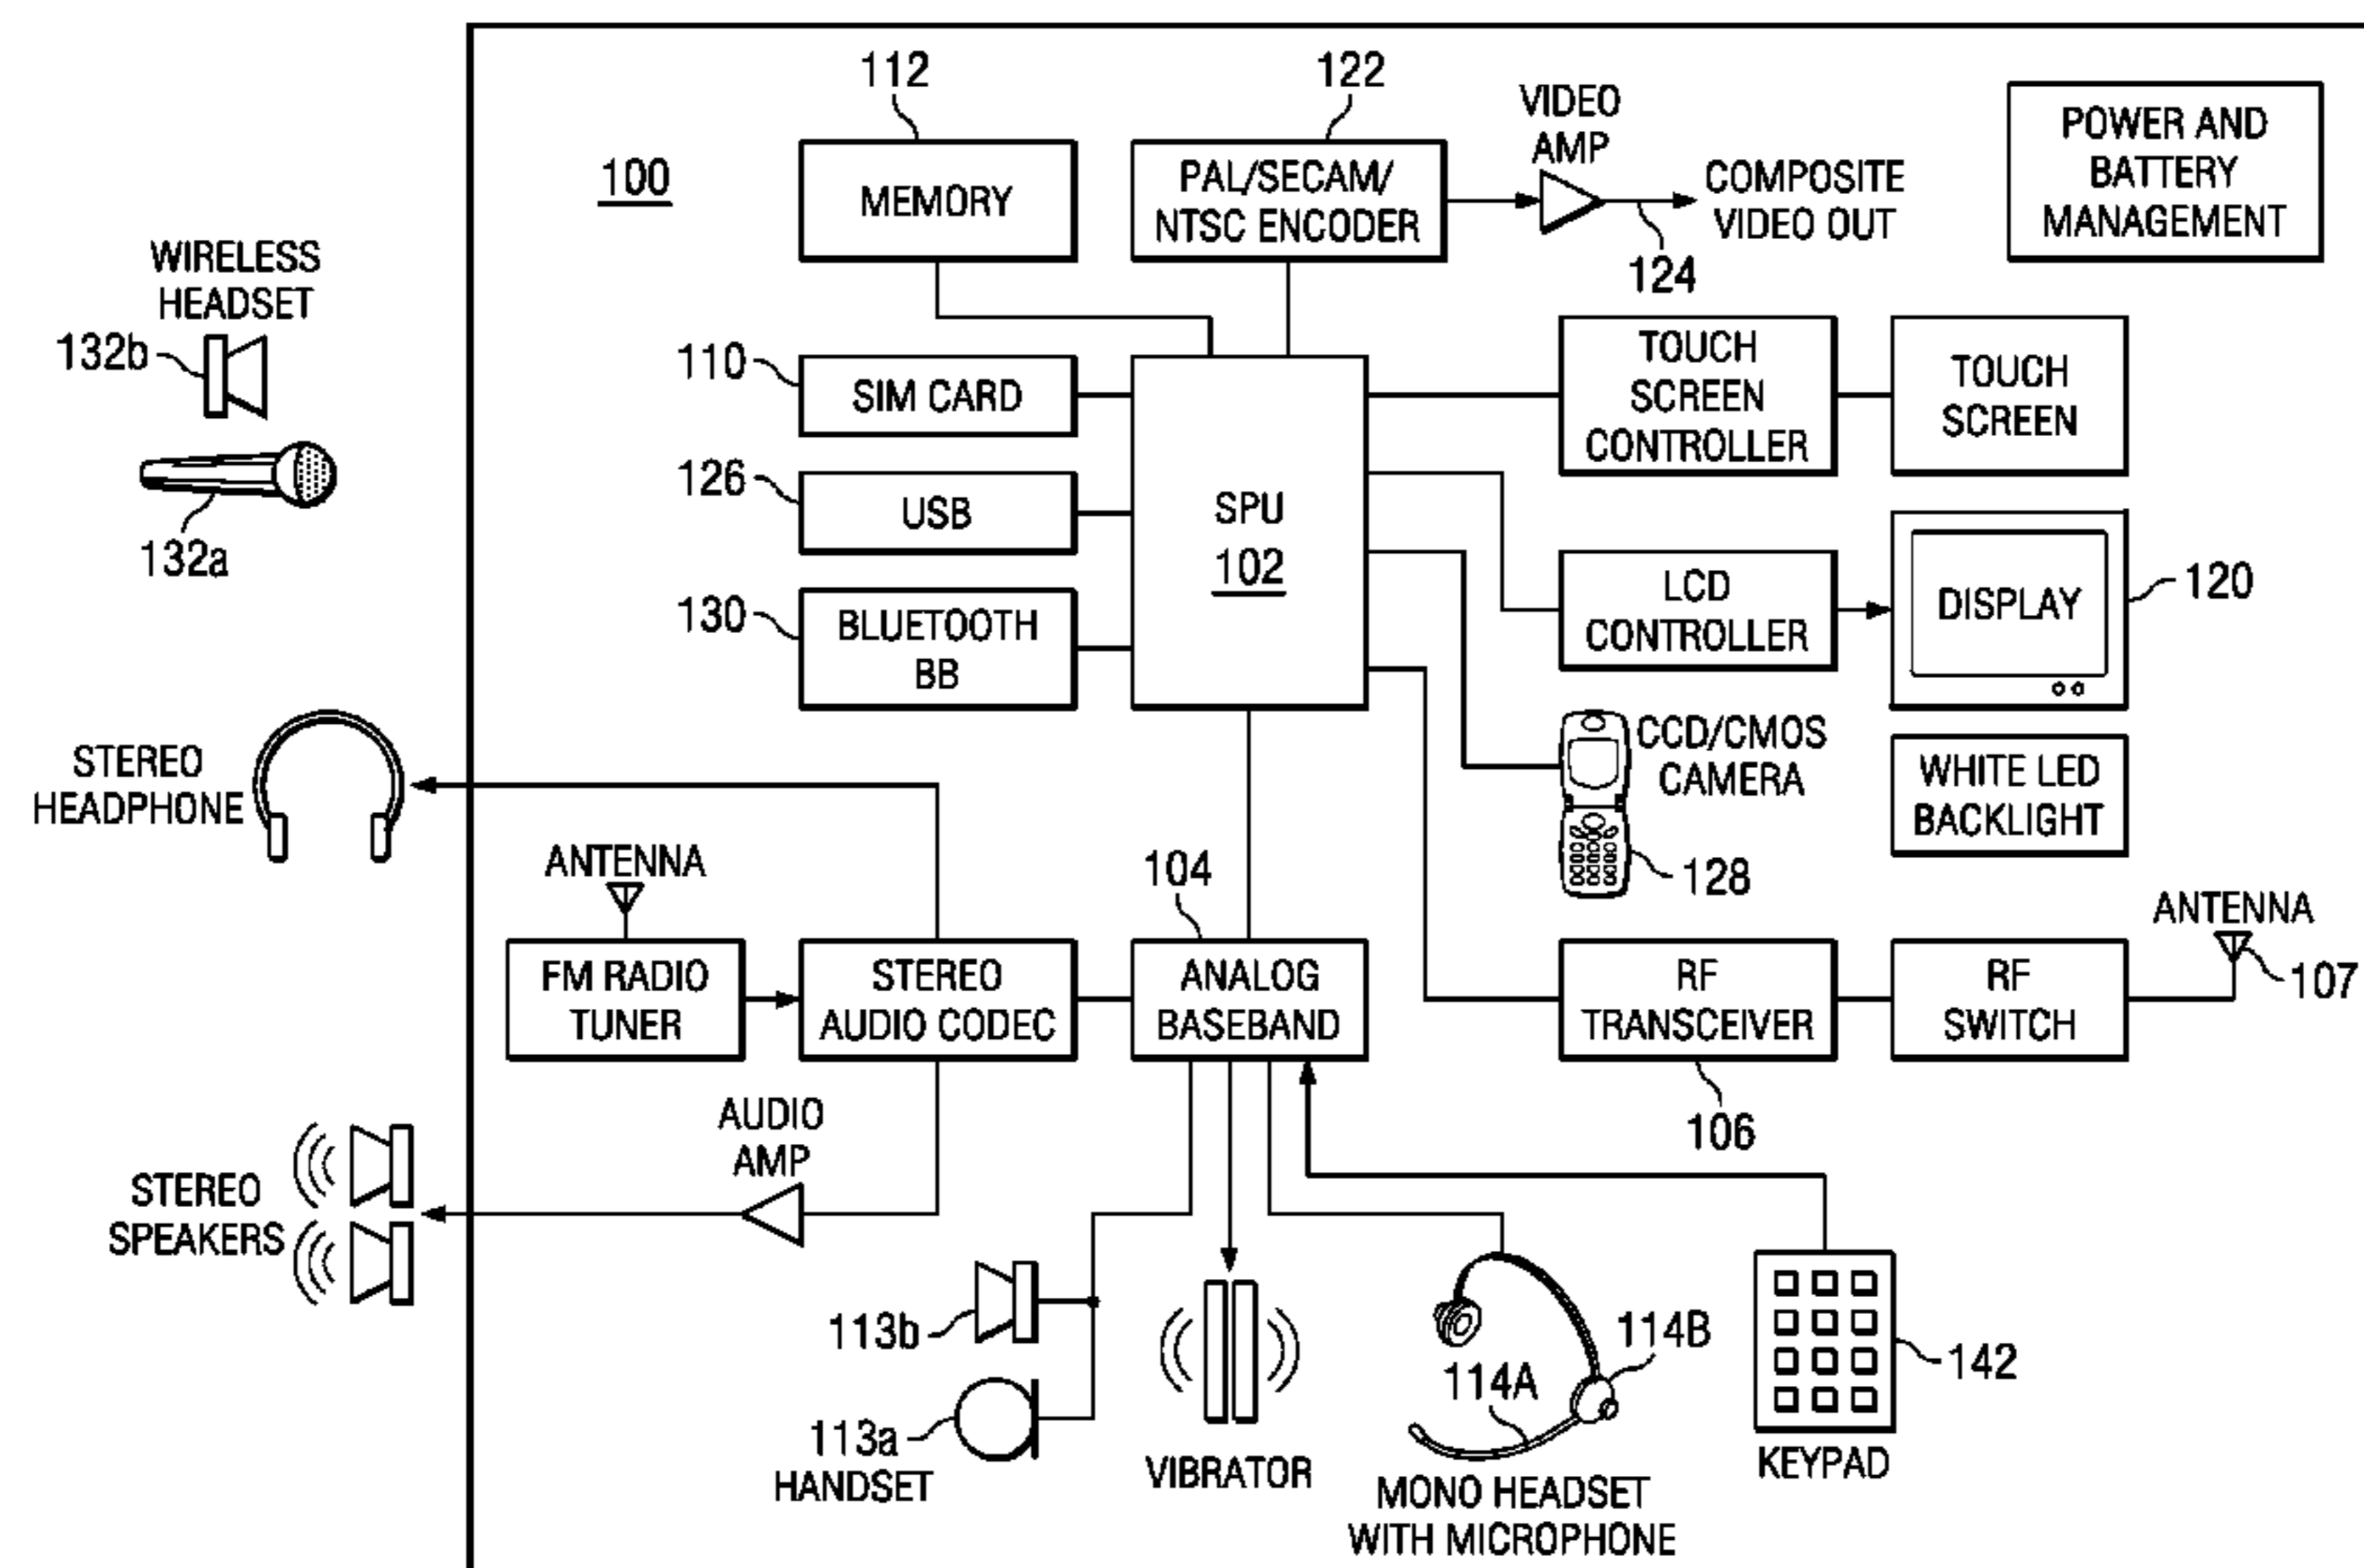 112
122
VIDEO
AMP
POWER AND
BATTERY
MANAGEMENT
100
MEMORY
PAL/SECAM/
NTSC ENCODER
COMPOSITE
VIDEO OUT
124
WIRELESS
HEADSET
132b
132a
110
SIM CARD
126
USB
130
BLUETOOTH
BB
SPU
102
TOUCH
SCREEN
CONTROLLER
TOUCH
SCREEN
LCD
CONTROLLER
DISPLAY
120
CCD/CMOS
CAMERA
128
WHITE LED
BACKLIGHT
STEREO
HEADPHONE
ANTENNA
104
ANTENNA
107
FM RADIO
TUNER
STEREO
AUDIO CODEC
ANALOG
BASEBAND
RF
TRANSCEIVER
RF
SWITCH
106
AUDIO
AMP
STEREO
SPEAKERS
113b
113a
HANDSET
VIBRATOR
114A
114B
MONO HEADSET
WITH MICROPHONE
142
KEYPAD